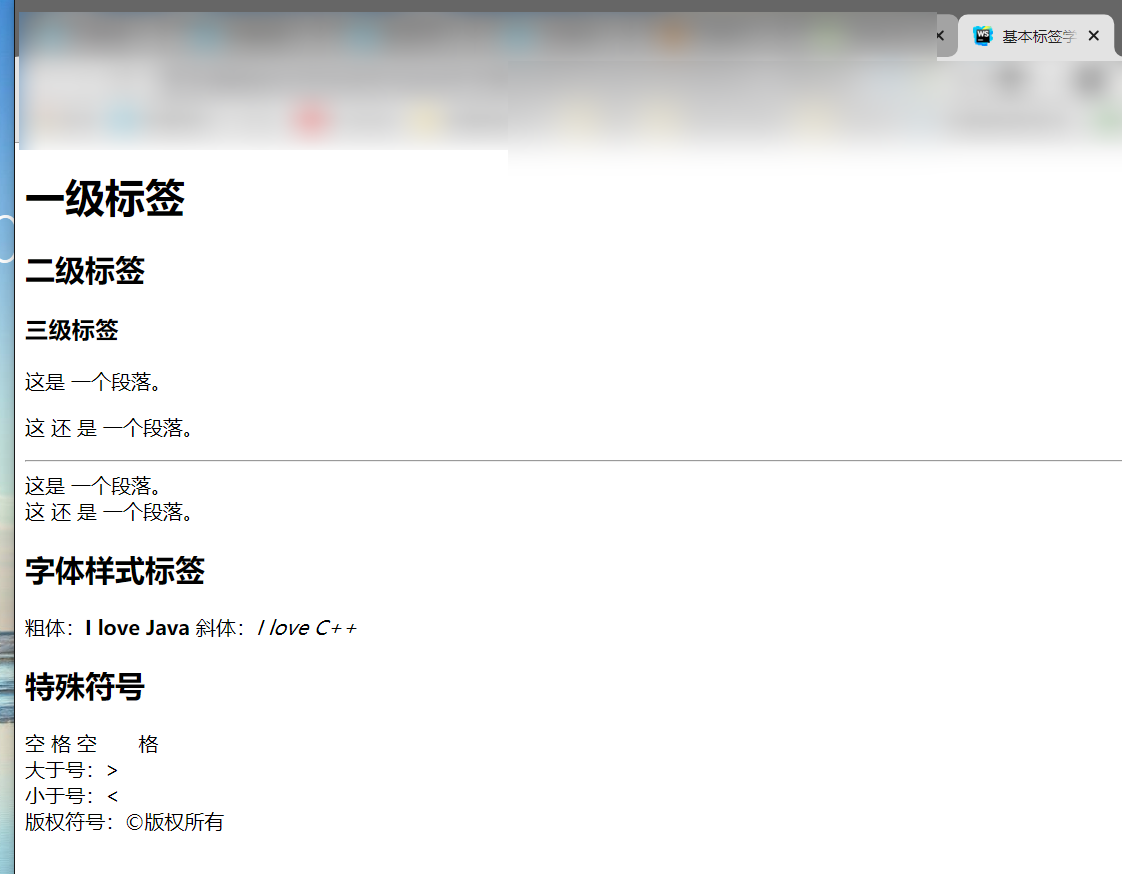 基本标签学
一级标签
二级标签
三级标签
这是 一个段落。
这 还 是 一个段落。
这是 一个段落。
这 还 是 一个段落。
字体样式标签
粗体：I love Java 斜体：I love C++
特殊符号
空 格 空       格
大于号：>
小于号：<
版权符号：©版权所有